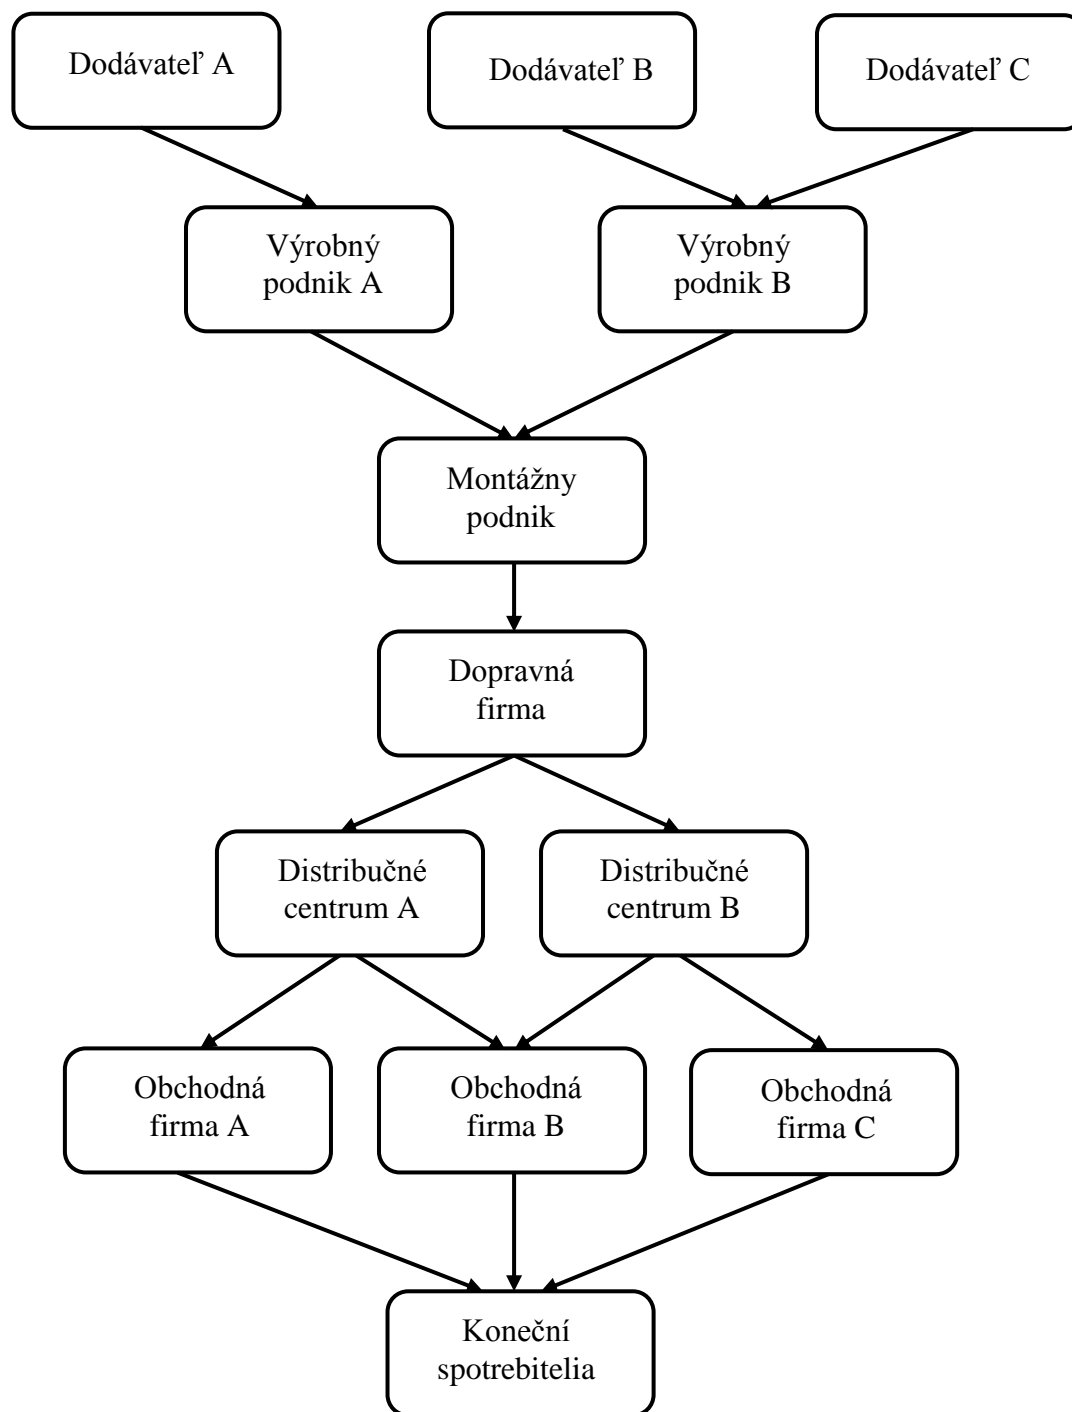 Dodávateľ A
Dodávateľ B
Dodávateľ C
Výrobný
podnik A
Výrobný
podnik B
Montážny
podnik
Dopravná
firma
Distribučné
centrum A
Distribučné
centrum B
Obchodná
firma A
Obchodná
firma B
Obchodná
firma C
Koneční
spotrebitelia